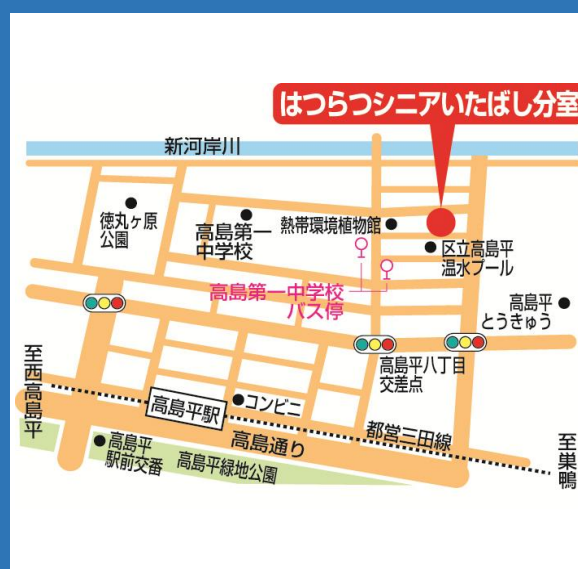 はつらつシニアいたばし分室
新河岸川
徳丸ヶ原
公園
高島第一
中学校
熱帯環境植物館
区立高島平
温水プール
高島第一中学校
バス停
高島平
とうきゅう
高島平八丁目
交差点
至西高島平
高島平駅
コンビニ
都営三田線
高島通り
至巣鴨
高島平
駅前交番
高島平緑地公園